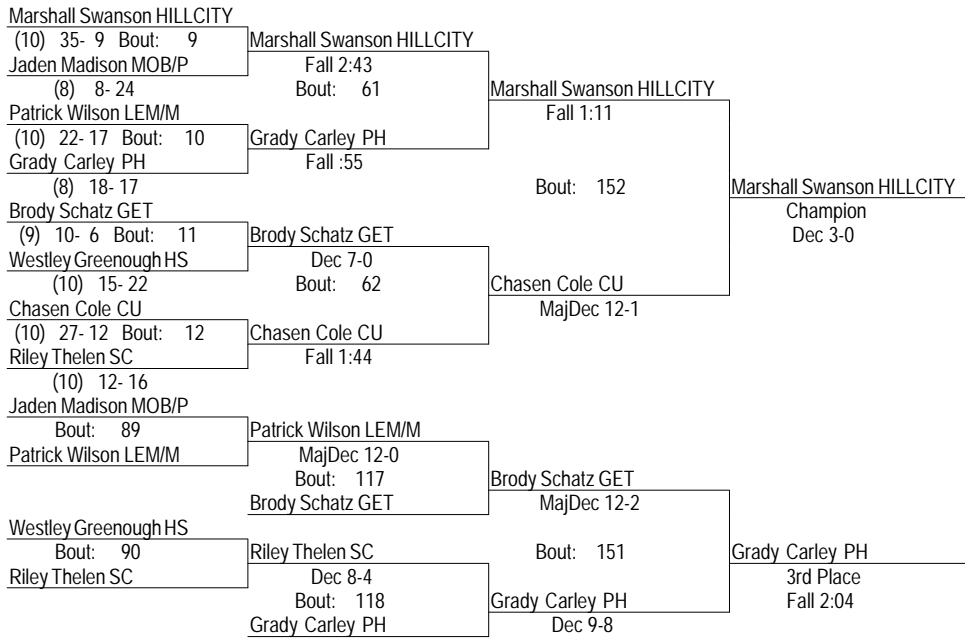 Marshall Swanson HILLCITY
(10) 35- 9 Bout: 9 Marshall Swanson HILLCITY
Jaden Madison MOB/P Fall 2:43
(8) 8- 24 Bout: 61 Marshall Swanson HILLCITY
Patrick Wilson LEM/M Fall 1:11
(10) 22- 17 Bout: 10 Grady Carley PH
Grady Carley PH Fall :55
(8) 18- 17 Bout: 152 Marshall Swanson HILLCITY
Brody Schatz GET Champion
(9) 10- 6 Bout: 11 Brody Schatz GET Dec 3-0
Westley Greenough HS Dec 7-0
(10) 15- 22 Bout: 62 Chasen Cole CU
Chasen Cole CU MajDec 12-1
(10) 27- 12 Bout: 12 Chasen Cole CU
Riley Thelen SC Fall 1:44
(10) 12- 16
Jaden Madison MOB/P
Bout: 89 Patrick Wilson LEM/M
Patrick Wilson LEM/M MajDec 12-0
Bout: 117 Brody Schatz GET
Brody Schatz GET MajDec 12-2
Westley Greenough HS
Bout: 90 Riley Thelen SC Bout: 151 Grady Carley PH
Riley Thelen SC Dec 8-4 3rd Place
Bout: 118 Grady Carley PH Fall 2:04
Grady Carley PH Dec 9-8